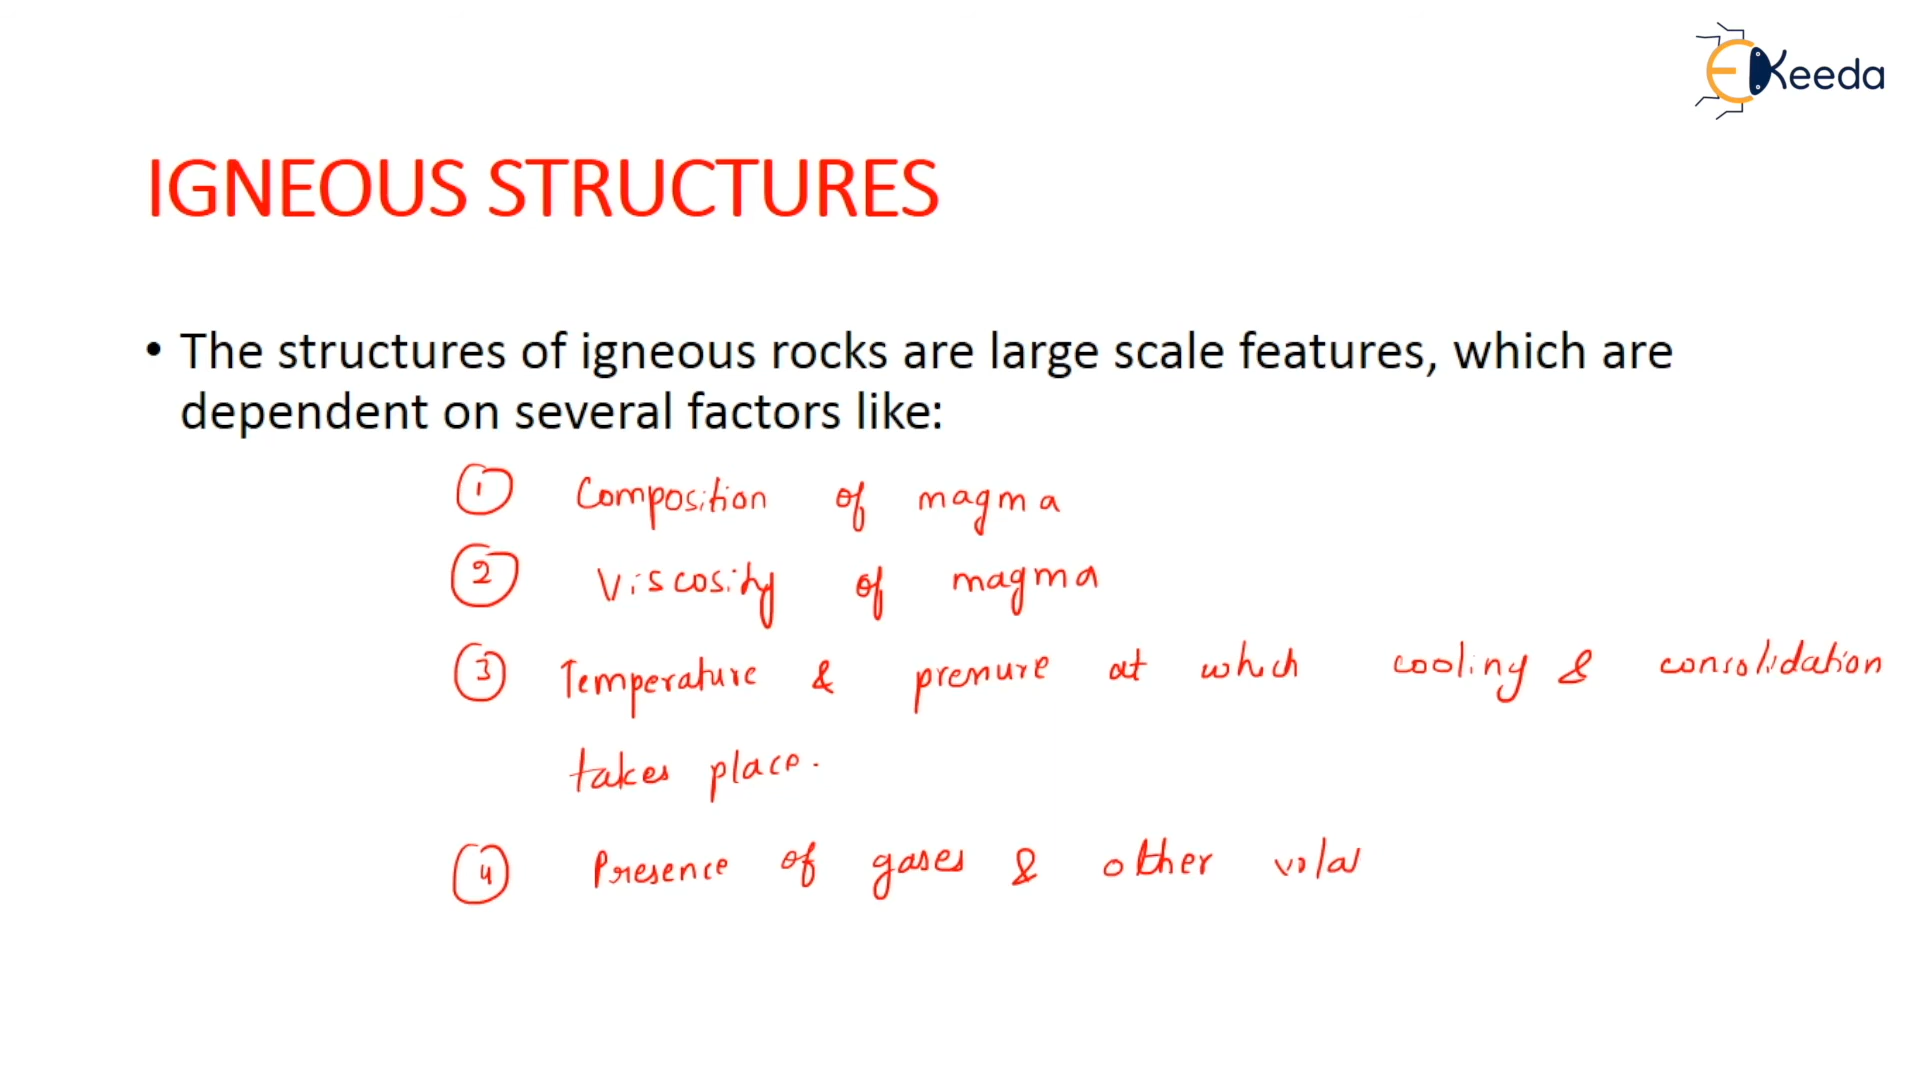 EKeeda
IGNEOUS STRUCTURES
• The structures of igneous rocks are large scale features, which are
dependent on several factors like:
1 Composition of magma
2 Viscosity of magma
3 Temperature & pressure at which cooling & consolidation
takes place.
4 Presence of gases & other vola